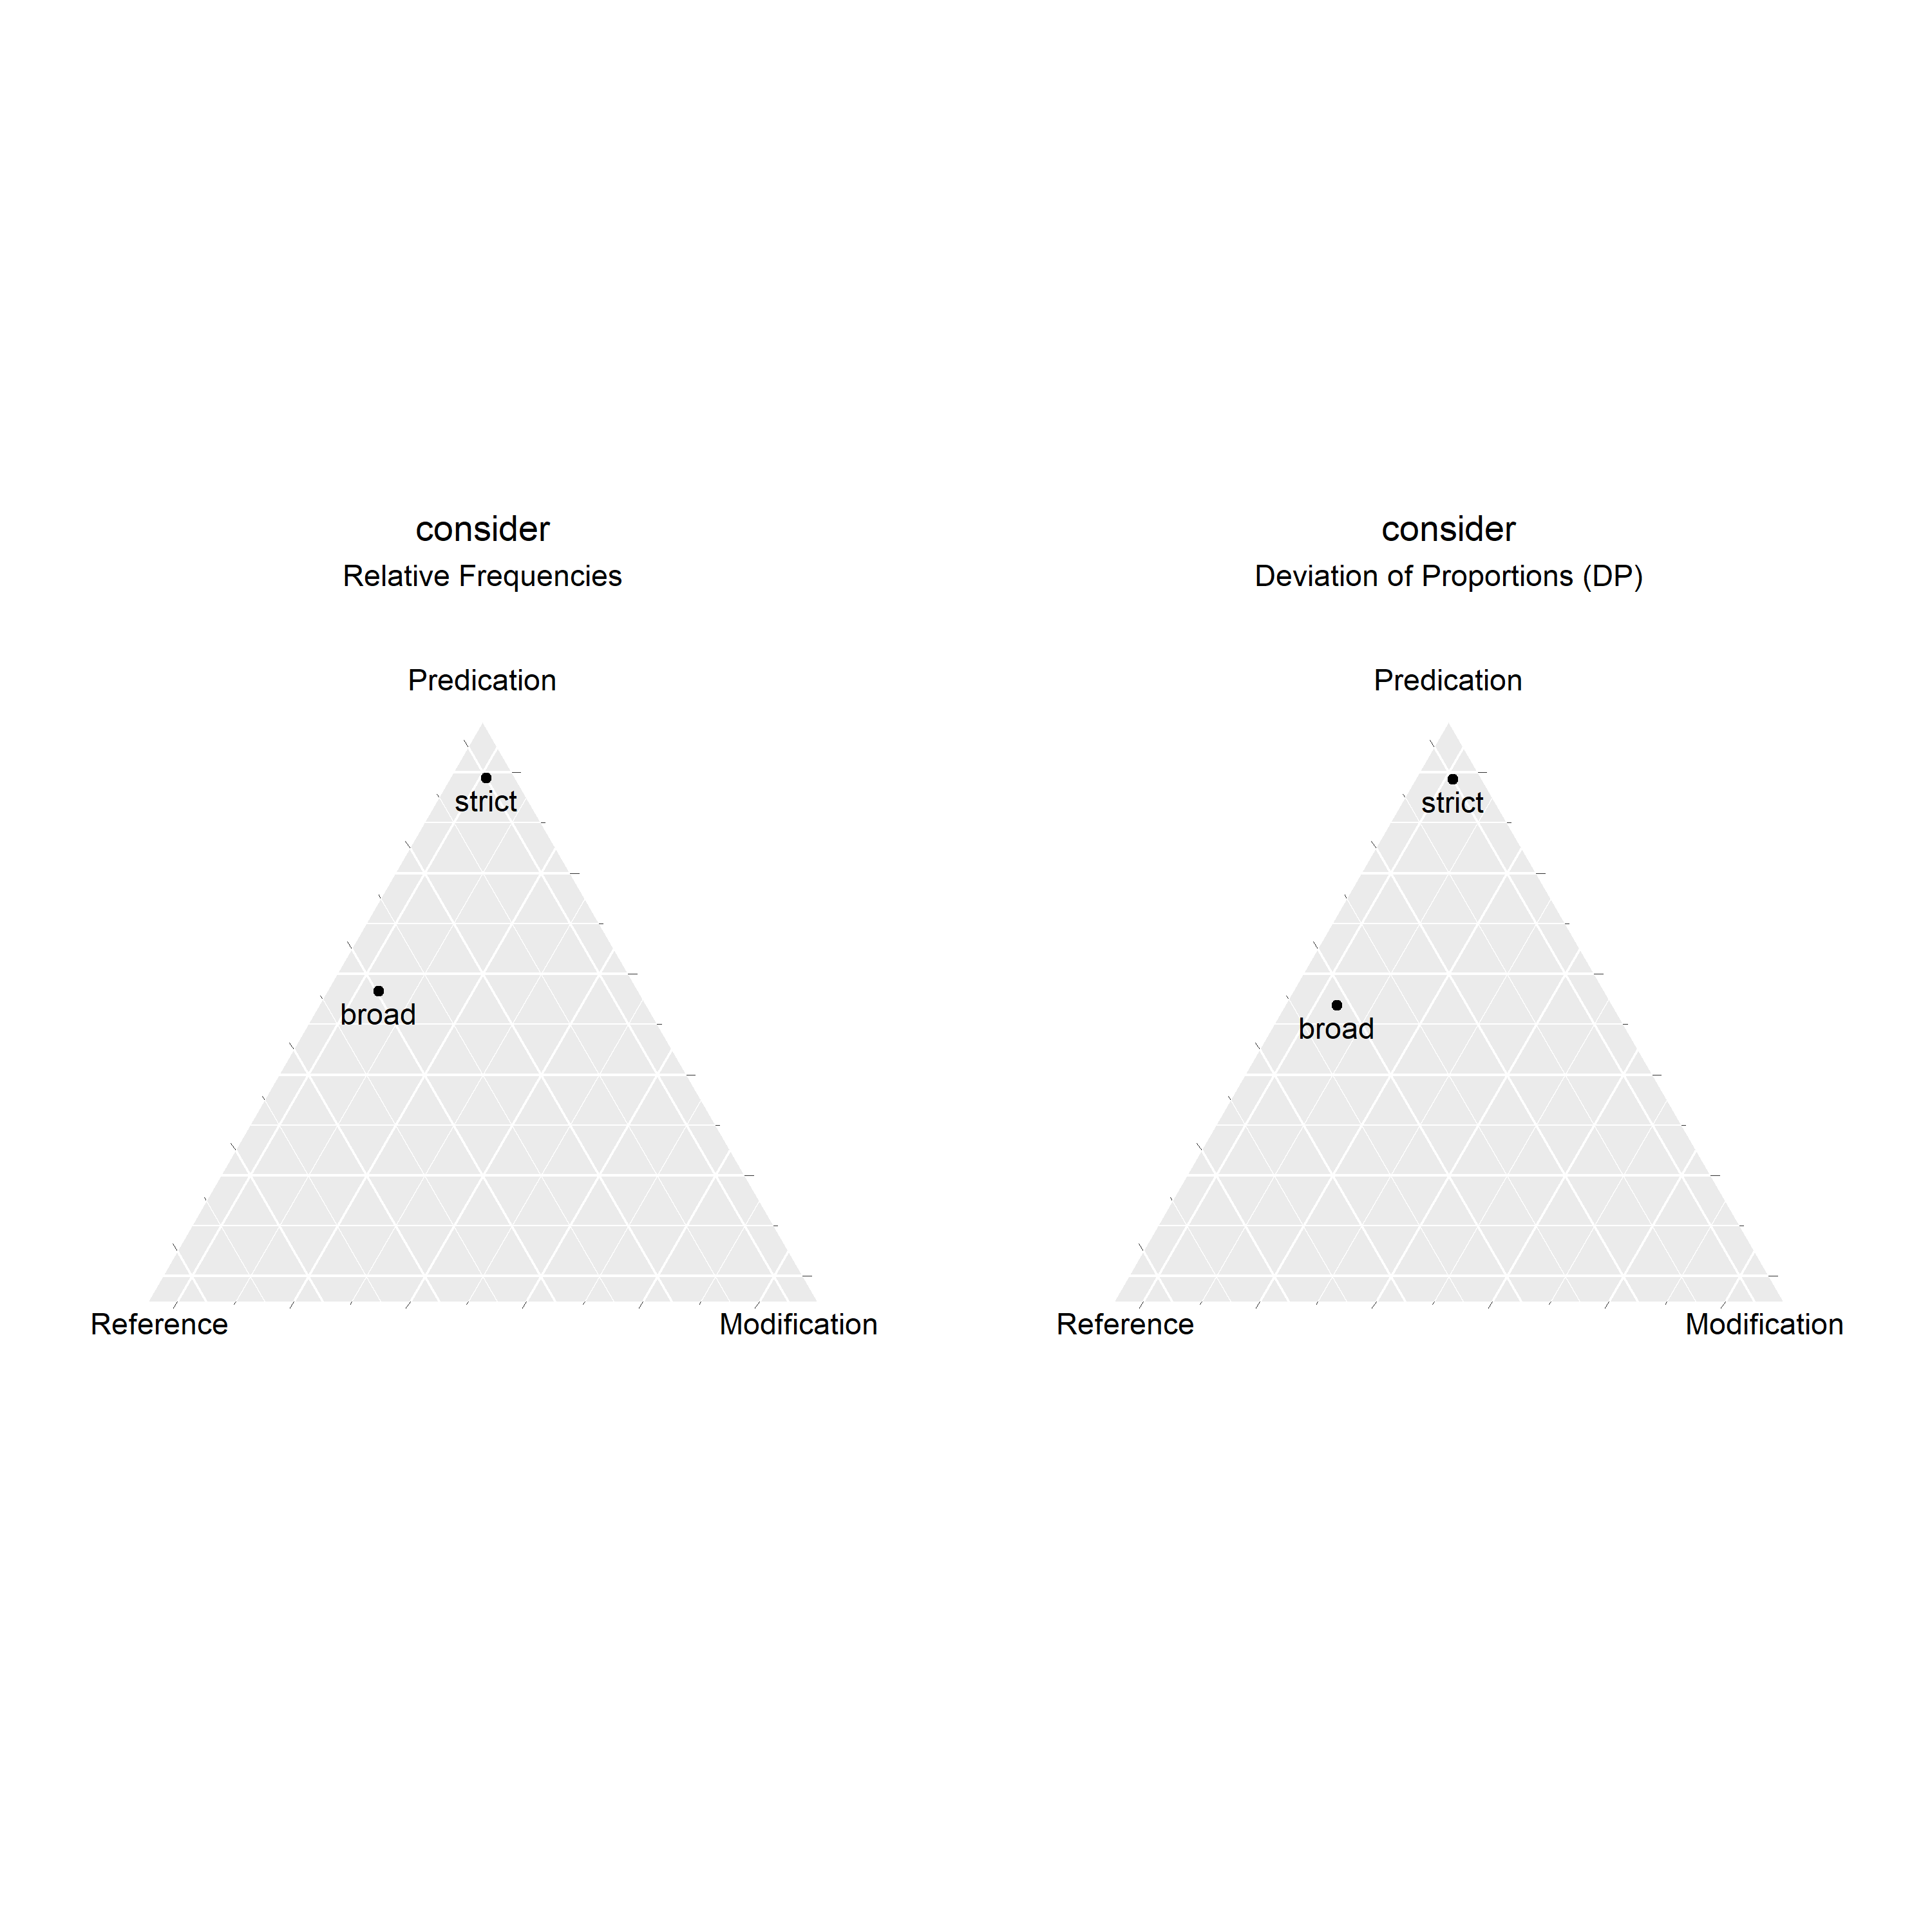 consider
Relative Frequencies
Predication
strict
broad
Reference
Modification
consider
Deviation of Proportions (DP)
Predication
strict
broad
Reference
Modification